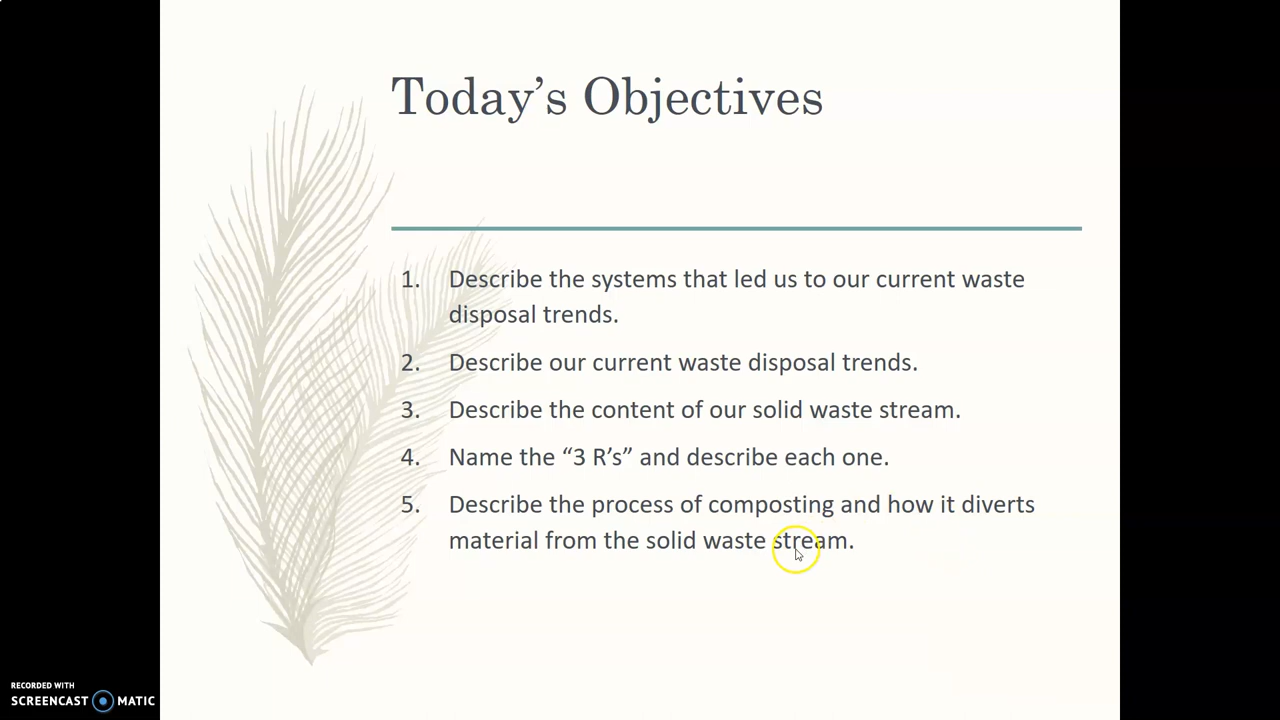 Today’s Objectives
1. Describe the systems that led us to our current waste
disposal trends.
2. Describe our current waste disposal trends.
3. Describe the content of our solid waste stream.
4. Name the “3 R’s” and describe each one.
5. Describe the process of composting and how it diverts
material from the solid waste stream.
RECORDED WITH
SCREENCAST MATIC